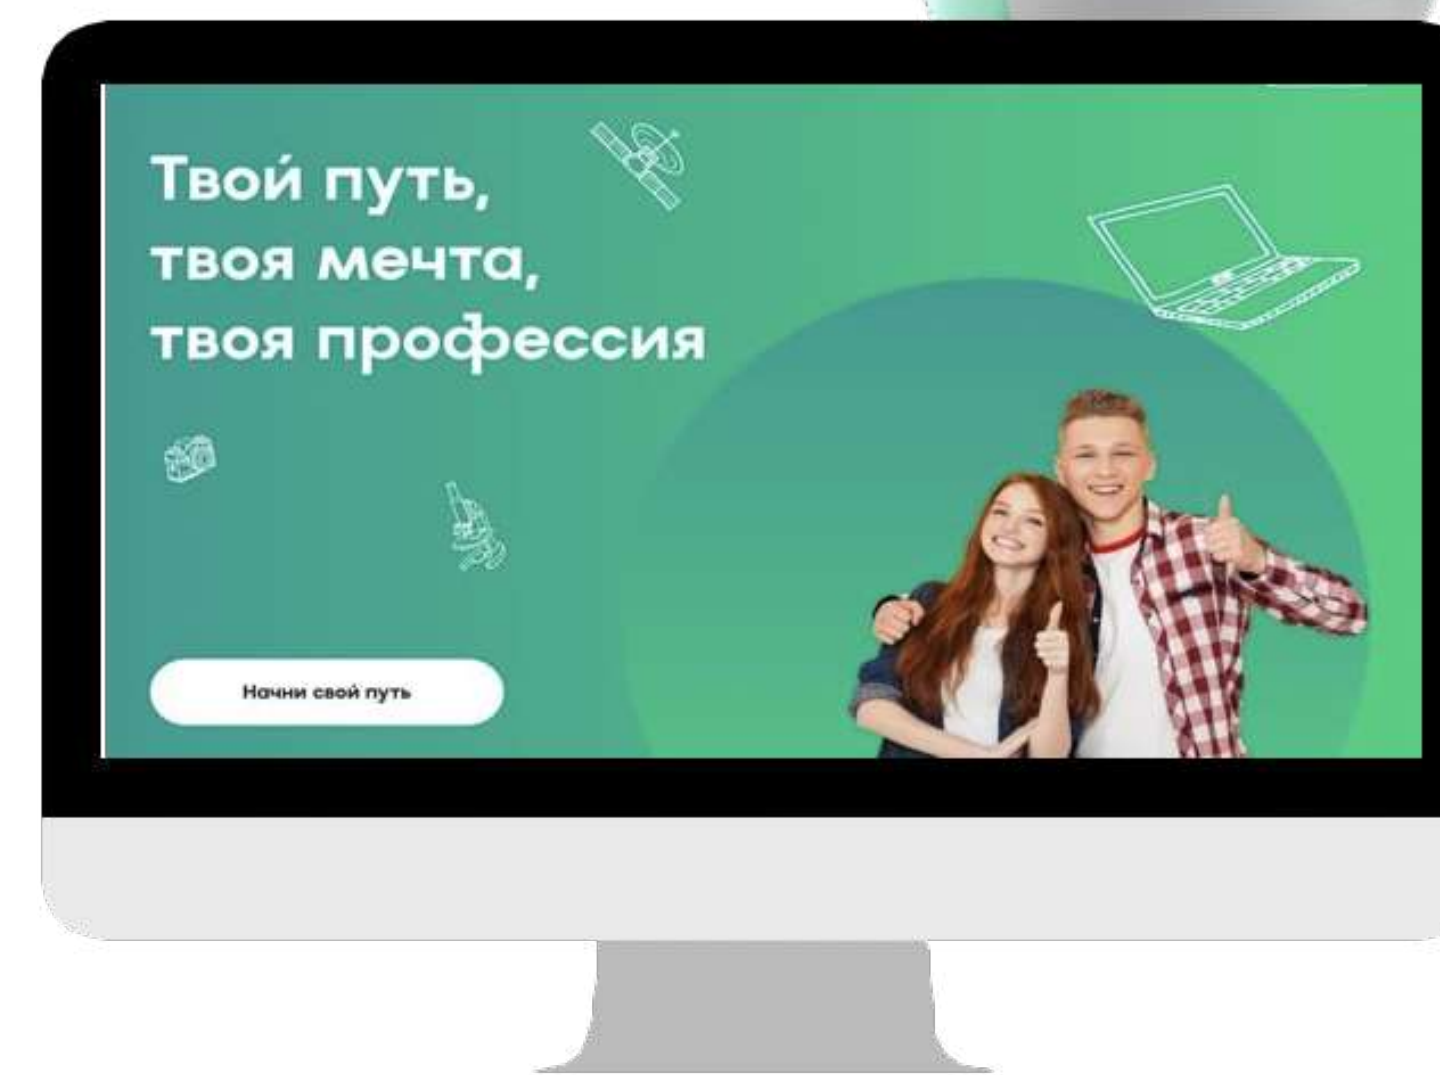 Твой путь,
твоя мечта,
твоя профессия
Начни свой путь